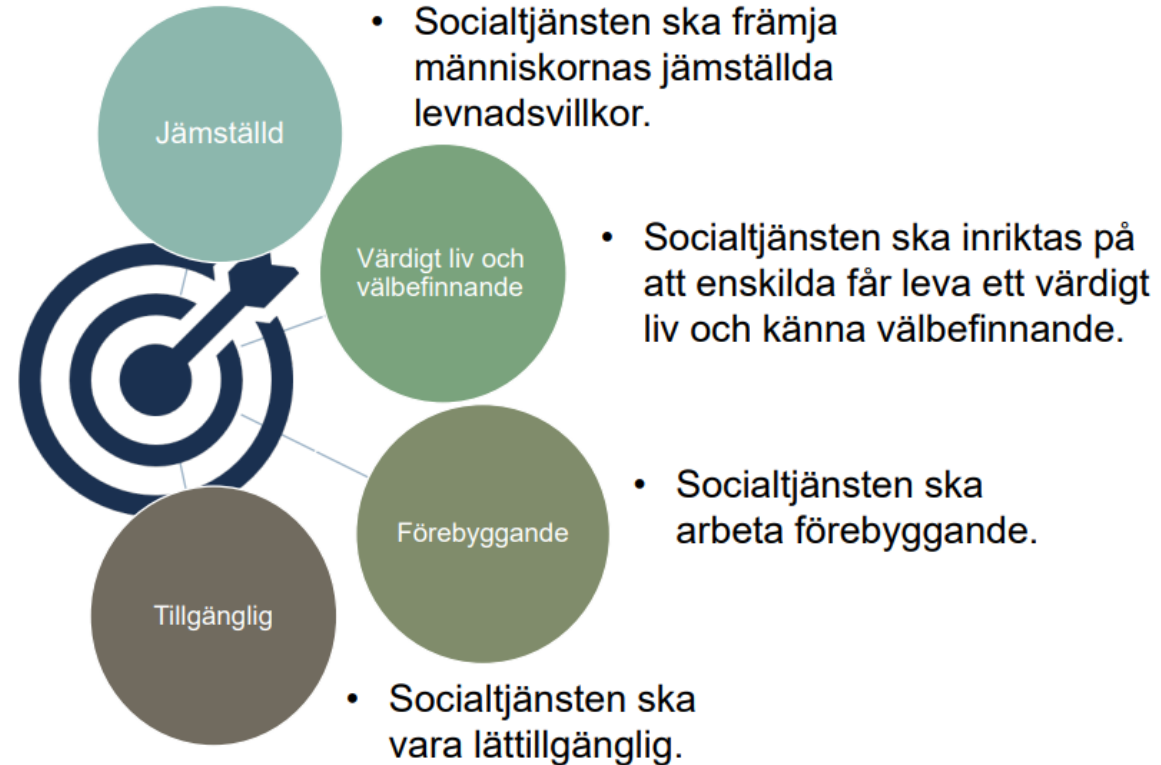 Jämställd
• Socialtjänsten ska främja
människornas jämställda
levnadsvillkor.
Värdigt liv och
välbefinnande
• Socialtjänsten ska inriktas på
att enskilda får leva ett värdigt
liv och känna välbefinnande.
Förebyggande
• Socialtjänsten ska
arbeta förebyggande.
Tillgänglig
• Socialtjänsten ska
vara lättillgänglig.